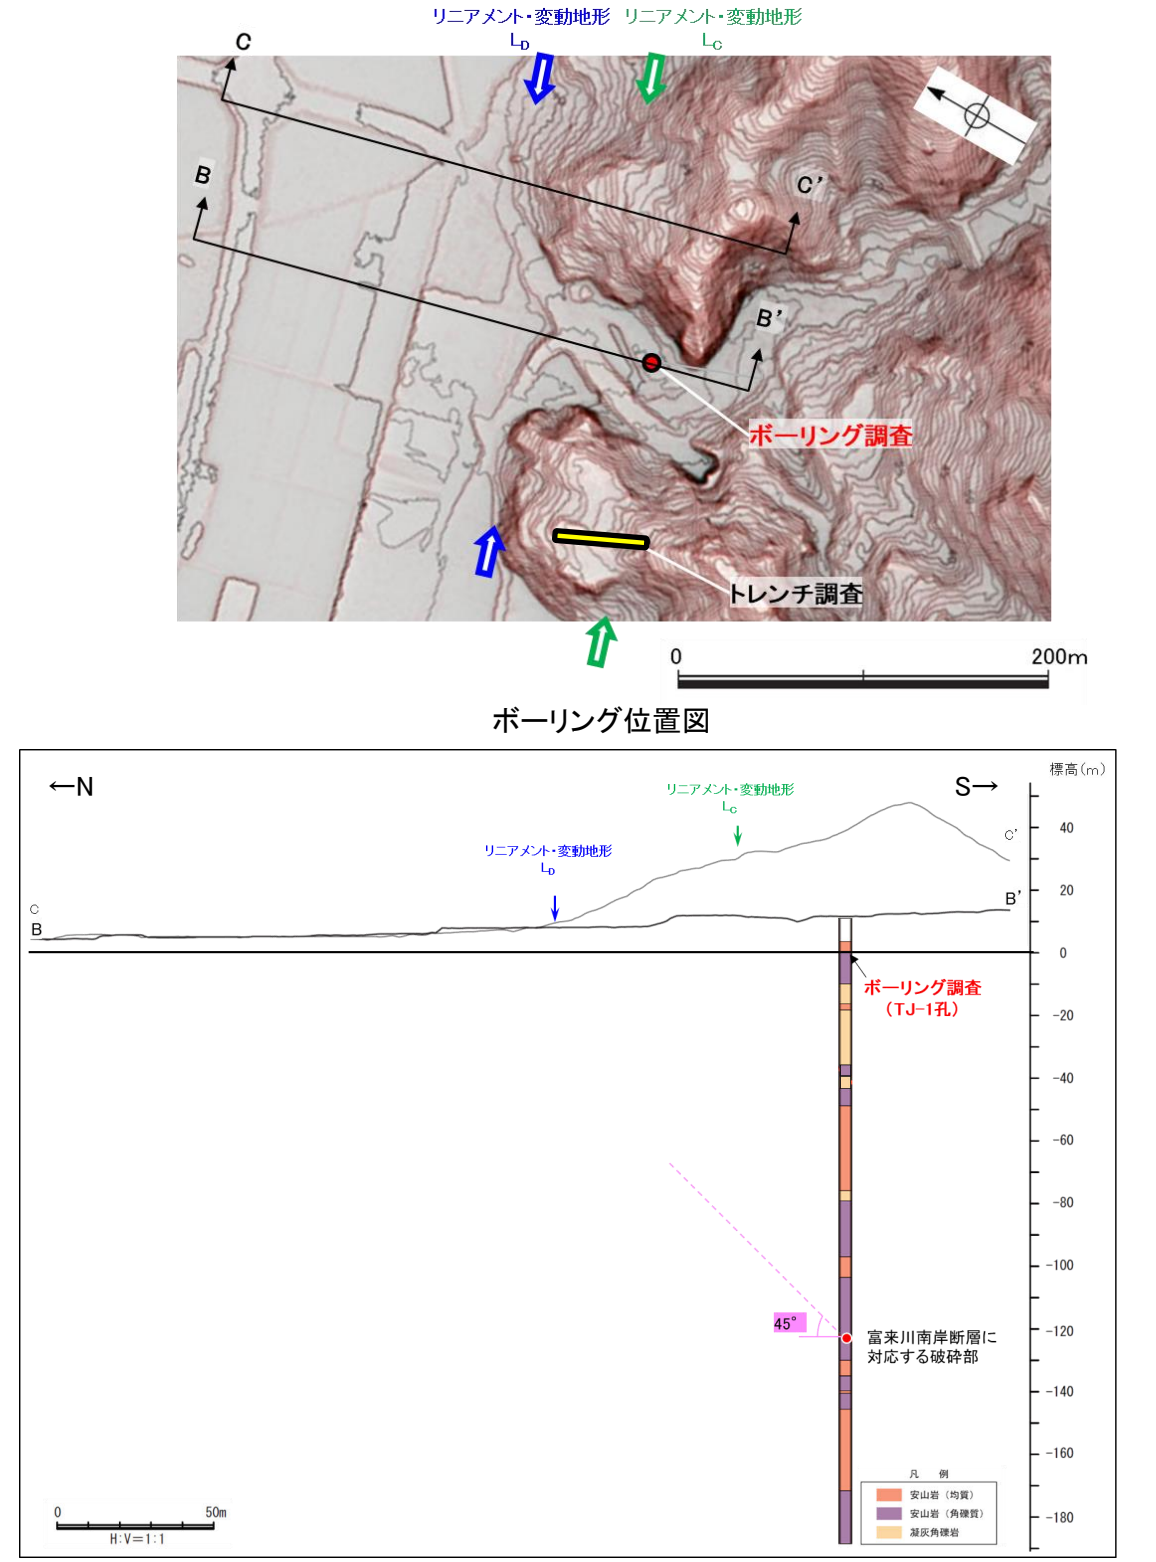 リニアメント・変動地形 リニアメント・変動地形
LD LC
C
B
C'
B'
ボーリング調査
トレンチ調査
0 200m
ボーリング位置図
←N
S→
標高(m)
リニアメント・変動地形
LC
リニアメント・変動地形
LD
C
B
C'
B'
40
20
0
-20
-40
-60
-80
-100
-120
-140
-160
-180
ボーリング調査
(TJ-1孔)
45°
富来川南岸断層に
対応する破砕部
凡 例
安山岩(均質)
安山岩(角礫質)
凝灰角礫岩
0 50m
H:V=1:1